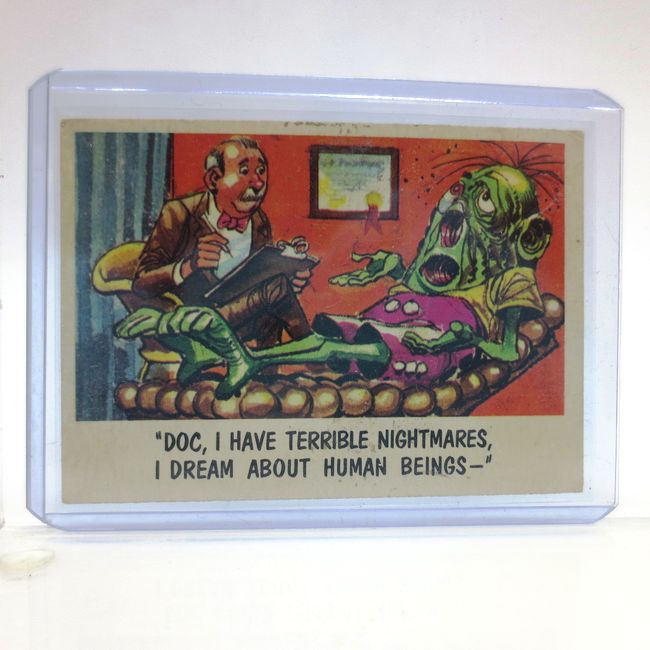 "DOC, I HAVE TERRIBLE NIGHTMARES,
I DREAM ABOUT HUMAN BEINGS—"